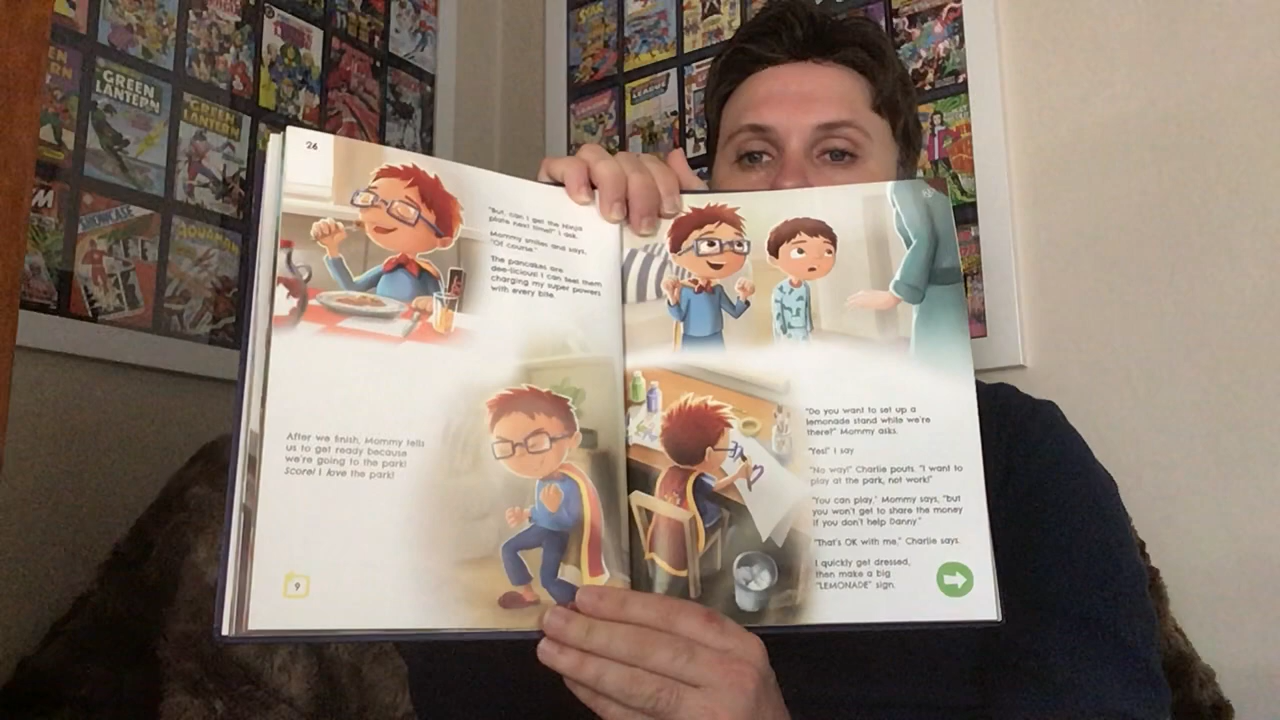 STAR
GREEN LANTERN
GREEN LANTERN
SHOWCASE
AQUAMAN
LEAGUE
26
"But, can I get the Ninja
plate next time?" I ask.
Mommy smiles and says,
"Of course."
The pancakes are
dee-licious! I can feel them
charging my super powers
with every bite.
After we finish, Mommy tells
us to get ready because
we're going to the park!
Score! I love the park!
9
"Do you want to set up a
lemonade stand while we're
there?" Mommy asks.
"Yes!" I say
"No way!" Charlie pouts. "I want to
play at the park, not work!"
"You can play," Mommy says, "but
you won't get to share the money
if you don't help Danny."
"That's OK with me," Charlie says.
I quickly get dressed,
then make a big
"LEMONADE" sign.